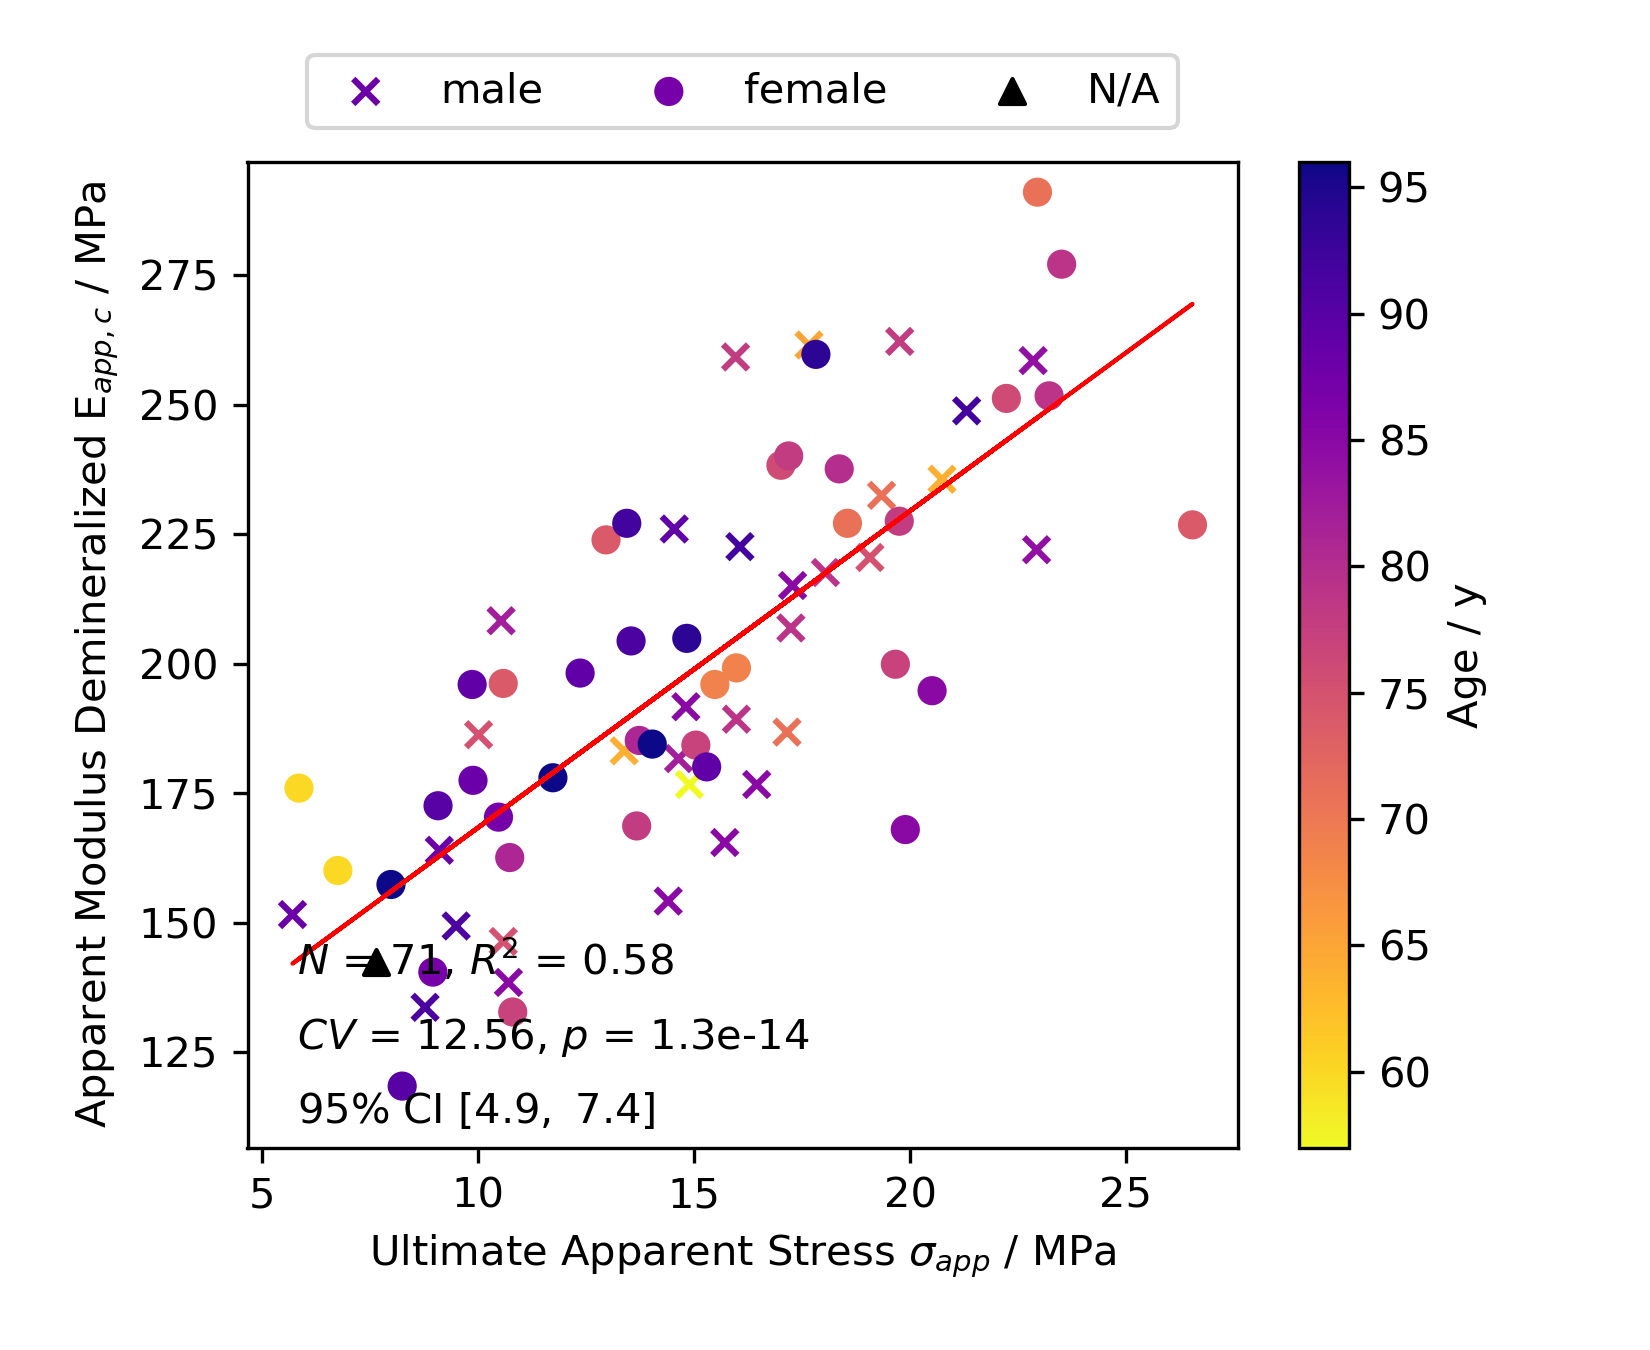 male female N/A
Apparent Modulus Demineralized E_app,c / MPa
275
250
225
200
175
150
125
N = 71, R² = 0.58
CV = 12.56, p = 1.3e-14
95% CI [4.9, 7.4]
5 10 15 20 25
Ultimate Apparent Stress σ_app / MPa
95
90
85
80
75
70
65
60
Age / y